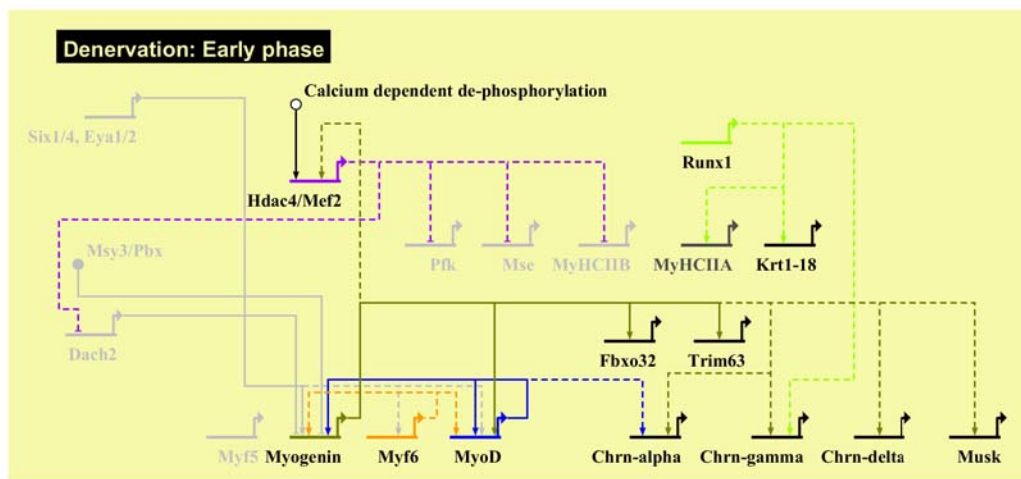 Denervation: Early phase
Calcium dependent de-phosphorylation
Six1/4, Eya1/2
Runx1
Hdac4/Mef2
Msy3/Pbx
Pfk
Msc
MyHCIIB
MyHCIIA
Krt1-18
Dach2
Fbxo32
Trim63
Myf5
Myogenin
Myf6
MyoD
Chrn-alpha
Chrn-gamma
Chrn-delta
Musk